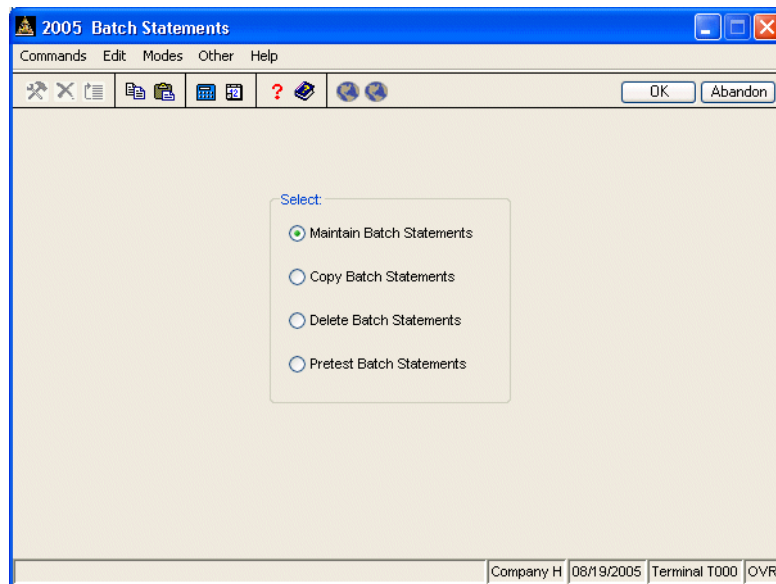 2005 Batch Statements
Commands Edit Modes Other Help
12 ? OK Abandon
Select:
Maintain Batch Statements
Copy Batch Statements
Delete Batch Statements
Pretest Batch Statements
Company H 08/19/2005 Terminal T000 OVR